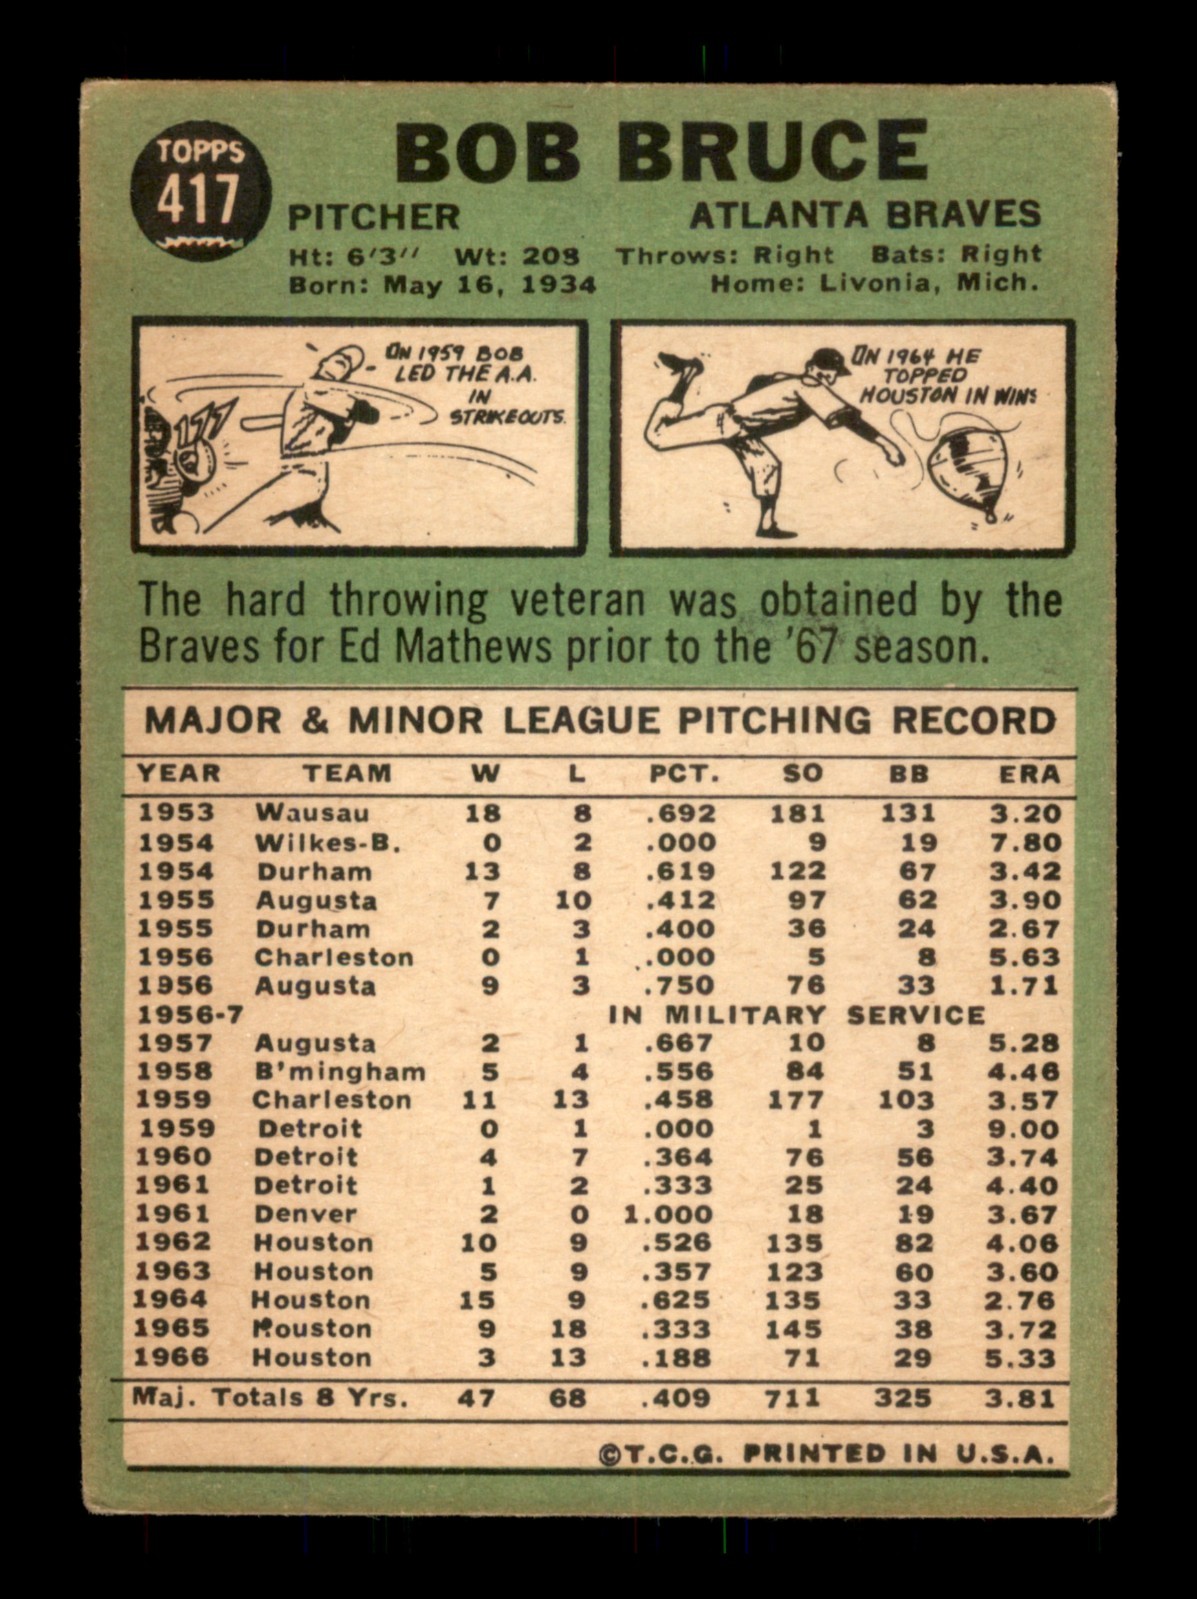 TOPPS
417
BOB BRUCE
PITCHER ATLANTA BRAVES
Ht: 6'3" Wt: 208 Throws: Right Bats: Right
Born: May 16, 1934 Home: Livonia, Mich.
ON 1959 BOB
LED THE A.A.
IN
STRIKEOUTS.
177
ON 1964 HE
TOPPED
HOUSTON IN WINS
The hard throwing veteran was obtained by the
Braves for Ed Mathews prior to the '67 season.
MAJOR & MINOR LEAGUE PITCHING RECORD
YEAR TEAM W L PCT. SO BB ERA
1953 Wausau 18 8 .692 181 131 3.20
1954 Wilkes-B. 0 2 .000 9 19 7.80
1954 Durham 13 8 .619 122 67 3.42
1955 Augusta 7 10 .412 97 62 3.90
1955 Durham 2 3 .400 36 24 2.67
1956 Charleston 0 1 .000 5 8 5.63
1956 Augusta 9 3 .750 76 33 1.71
1956-7 IN MILITARY SERVICE
1957 Augusta 2 1 .667 10 8 5.28
1958 B'mingham 5 4 .556 84 51 4.46
1959 Charleston 11 13 .458 177 103 3.57
1959 Detroit 0 1 .000 1 3 9.00
1960 Detroit 4 7 .364 76 56 3.74
1961 Detroit 1 2 .333 25 24 4.40
1961 Denver 2 0 1.000 18 19 3.67
1962 Houston 10 9 .526 135 82 4.06
1963 Houston 5 9 .357 123 60 3.60
1964 Houston 15 9 .625 135 33 2.76
1965 Houston 9 18 .333 145 38 3.72
1966 Houston 3 13 .188 71 29 5.33
Maj. Totals 8 Yrs. 47 68 .409 711 325 3.81
©T.C.G. PRINTED IN U.S.A.